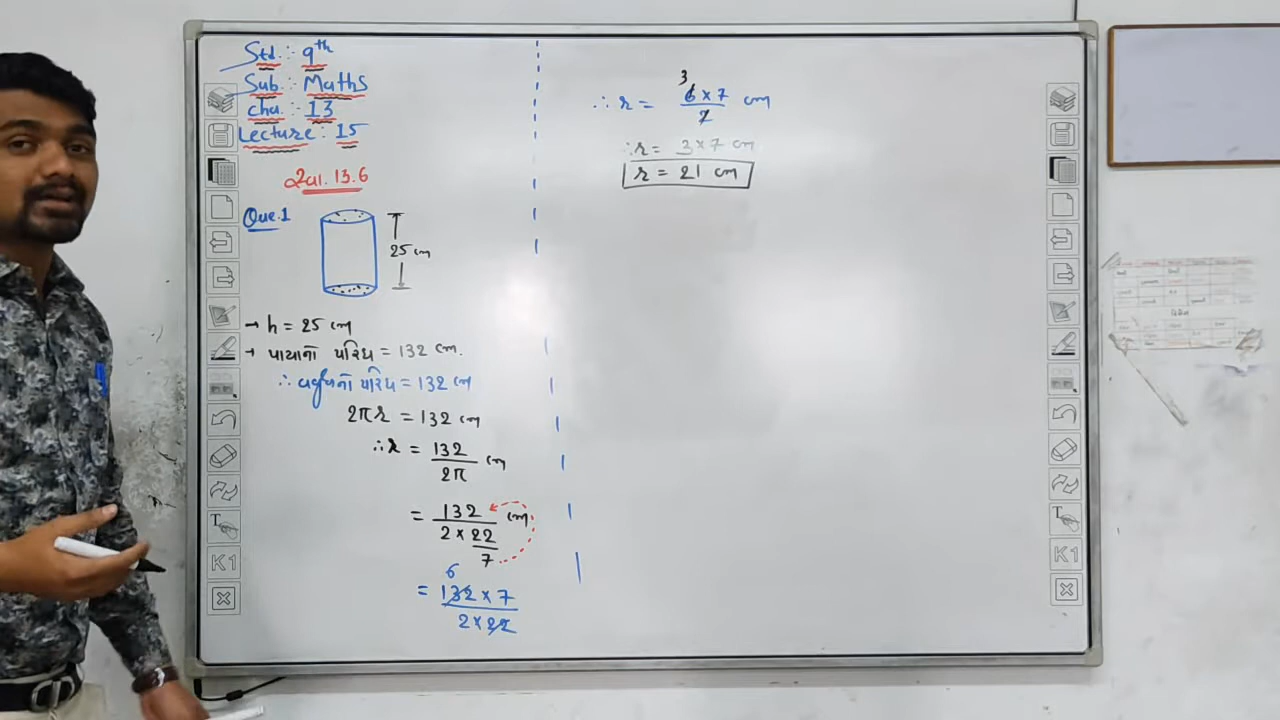 Std. :- 9th
Sub. :- Maths
cha. :- 13
Lecture : 15
સ્વા. 13.6
Que.1
25 cm
→ h = 25 cm
→ પાયાનો પરિઘ = 132 cm.
∴ વર્તુળનો પરિઘ = 132 cm
2πr = 132 cm
∴ r = 132 / 2π cm
= 132 / 2 × 22/7 cm
6
= 132 × 7 / 2 × 22
3
∴ r = 6 × 7 / 2 cm
∴ r = 3 × 7 cm
r = 21 cm
T
K1
T
K1